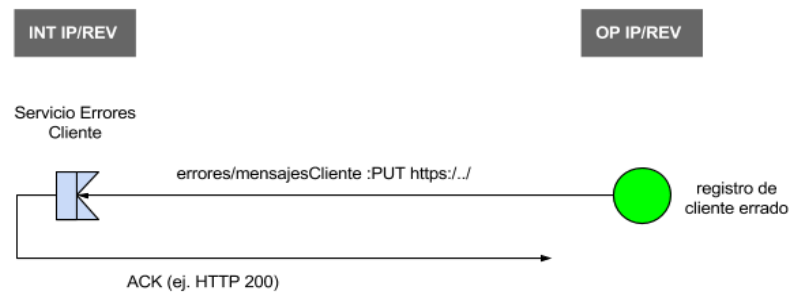 INT IP/REV
OP IP/REV
Servicio Errores
Cliente
errores/mensajesCliente :PUT https:/../
registro de
cliente errado
ACK (ej. HTTP 200)